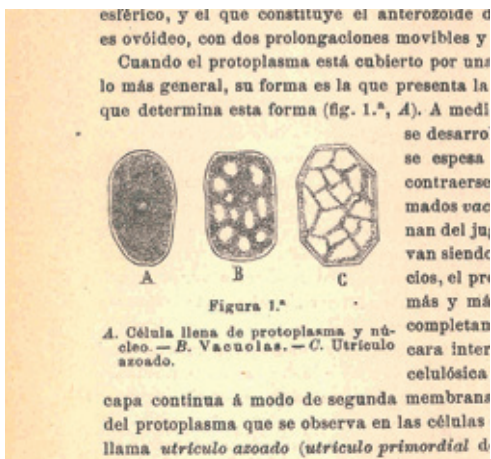 esférico, y el que constituye el anterozoide d
es ovóideo, con dos prolongaciones movibles y
Cuando el protoplasma está cubierto por una
lo más general, su forma es la que presenta la
que determina esta forma (fig. 1.ª, A). A medi
se desarrol
se espesa
contraerse
mados vac
nan del jug
van siendo
cios, el pro
más y má
completam
cara inter
celulósica
A
B
C
Figura 1.ª
A. Célula llena de protoplasma y nú-
cleo. — B. Vacuolas. — C. Utrículo
azoado.
capa continua á modo de segunda membrana
del protoplasma que se observa en las células
llama utrículo azoado (utrículo primordial d